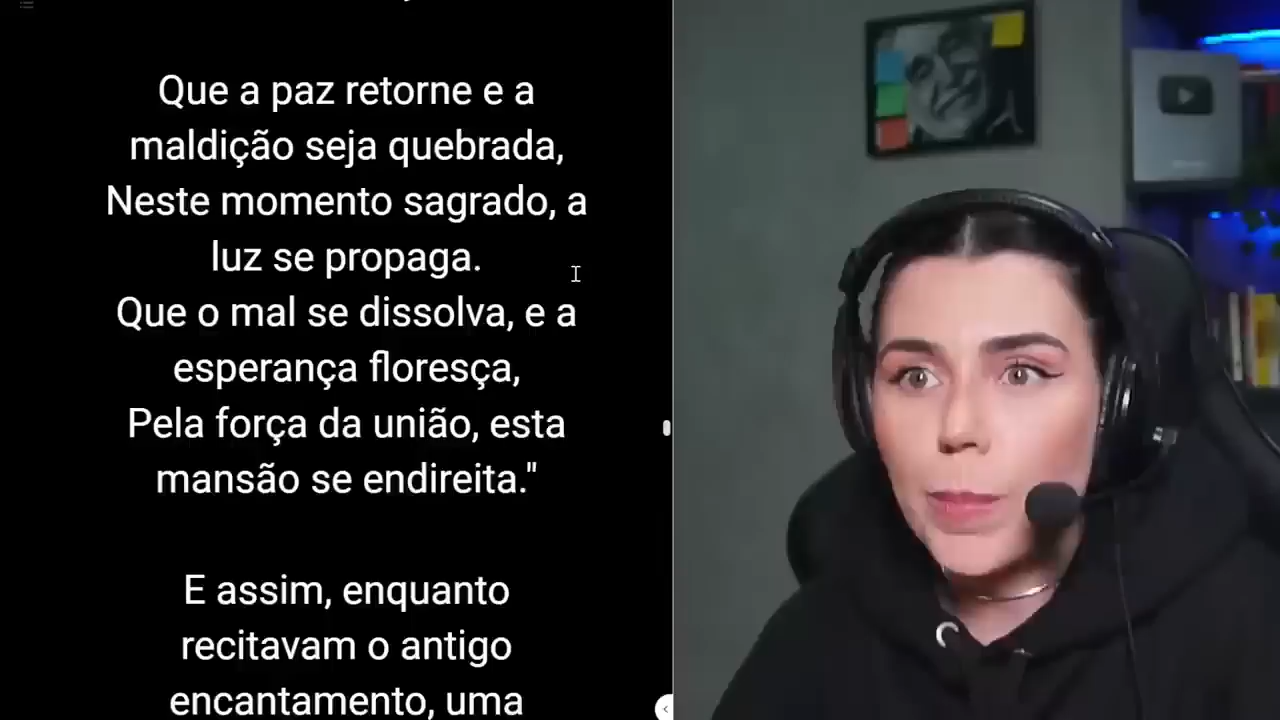 Que a paz retorne e a
maldição seja quebrada,
Neste momento sagrado, a
luz se propaga.
Que o mal se dissolva, e a
esperança floresça,
Pela força da união, esta
mansão se endireita."
E assim, enquanto
recitavam o antigo
encantamento, uma